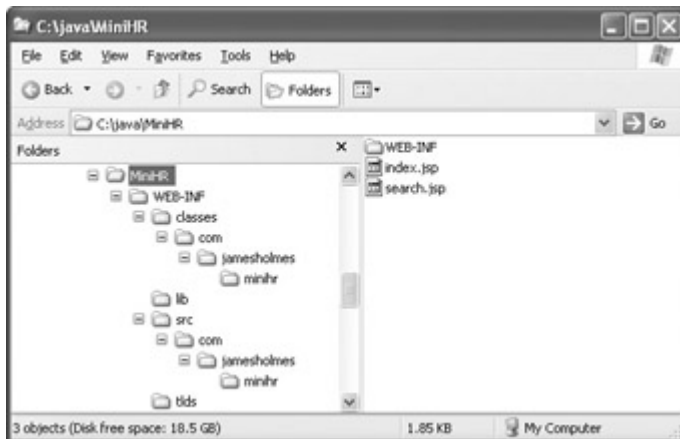 C:\java\MiniHR
File Edit View Favorites Tools Help
Back Search Folders
Address C:\java\MiniHR Go
Folders
MiniHR
WEB-INF
classes
com
jamesholmes
minihr
lib
src
com
jamesholmes
minihr
tlds
WEB-INF
index.jsp
search.jsp
3 objects (Disk free space: 18.5 GB) 1.85 KB My Computer